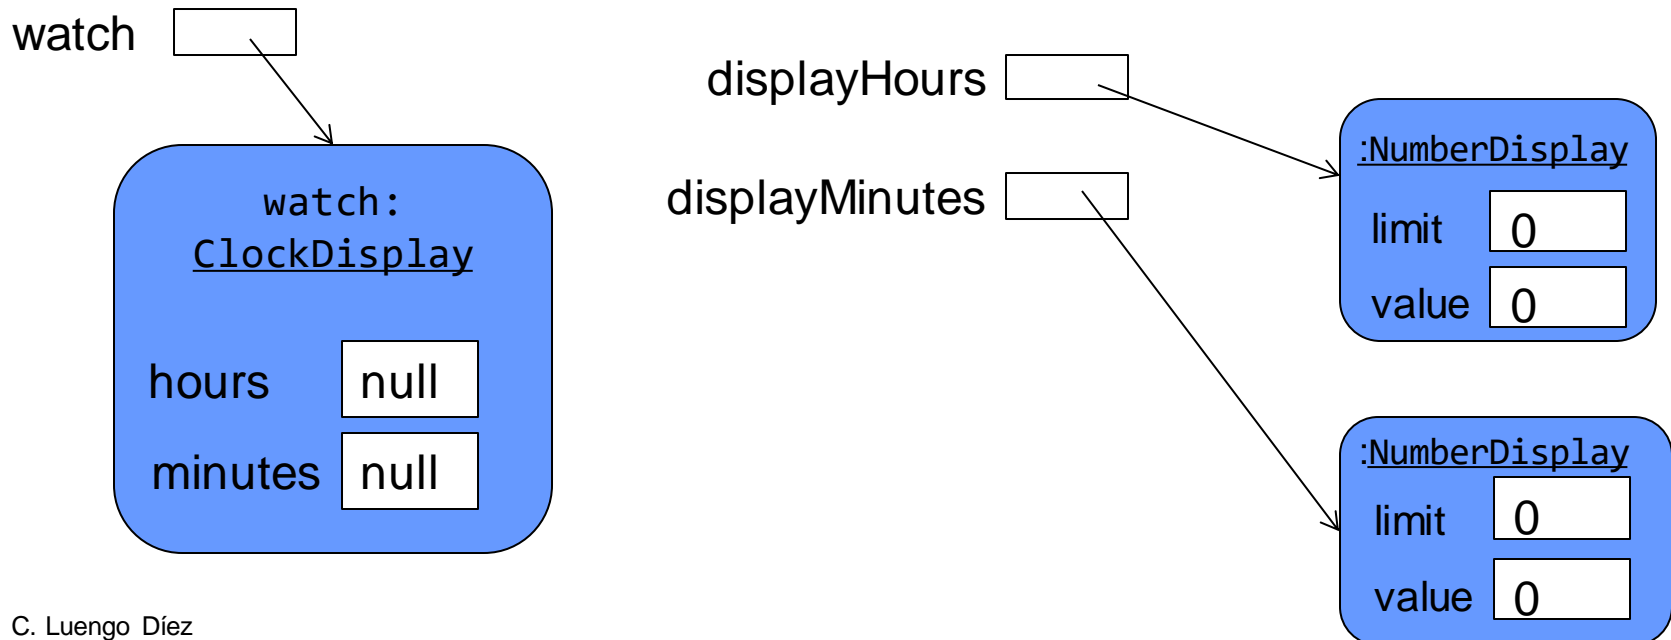 watch
watch:
ClockDisplay
hours null
minutes null
displayHours
displayMinutes
:NumberDisplay
limit 0
value 0
:NumberDisplay
limit 0
value 0
C. Luengo Díez